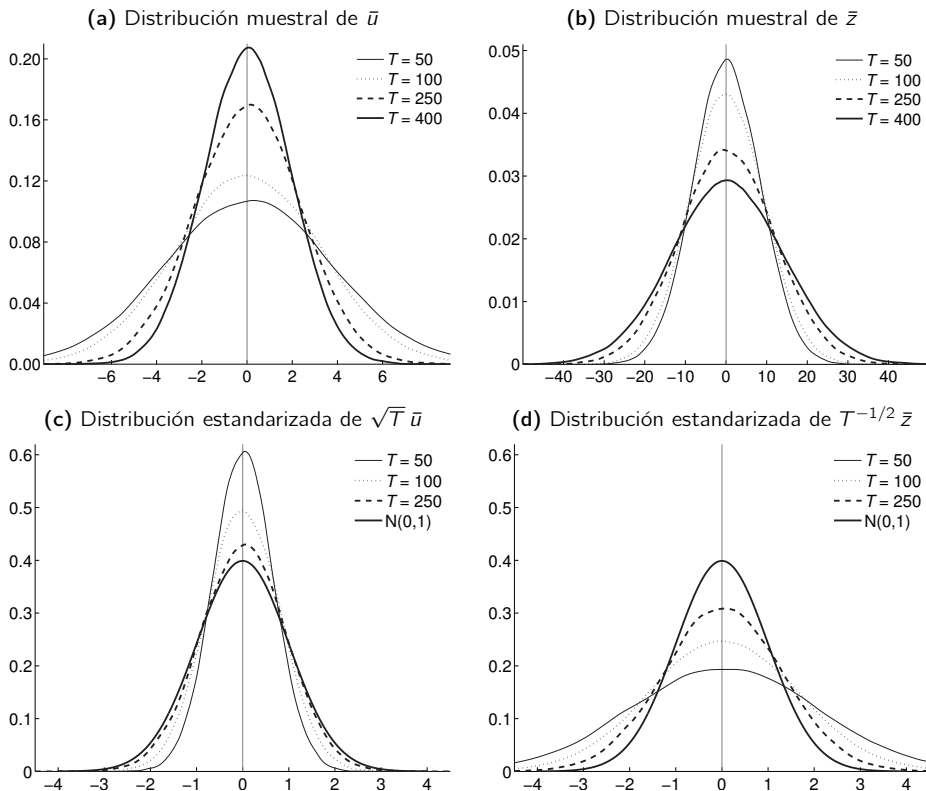 (a) Distribución muestral de ū
0.20
0.16
0.12
0.08
0.04
0.00
−6 −4 −2 0 2 4 6
T = 50
T = 100
T = 250
T = 400
(b) Distribución muestral de z̄
0.05
0.04
0.03
0.02
0.01
0
−40 −30 −20 −10 0 10 20 30 40
T = 50
T = 100
T = 250
T = 400
(c) Distribución estandarizada de √T ū
0.6
0.5
0.4
0.3
0.2
0.1
0
−4 −3 −2 −1 0 1 2 3 4
T = 50
T = 100
T = 250
N(0,1)
(d) Distribución estandarizada de T⁻¹/² z̄
0.6
0.5
0.4
0.3
0.2
0.1
0
−4 −3 −2 −1 0 1 2 3 4
T = 50
T = 100
T = 250
N(0,1)